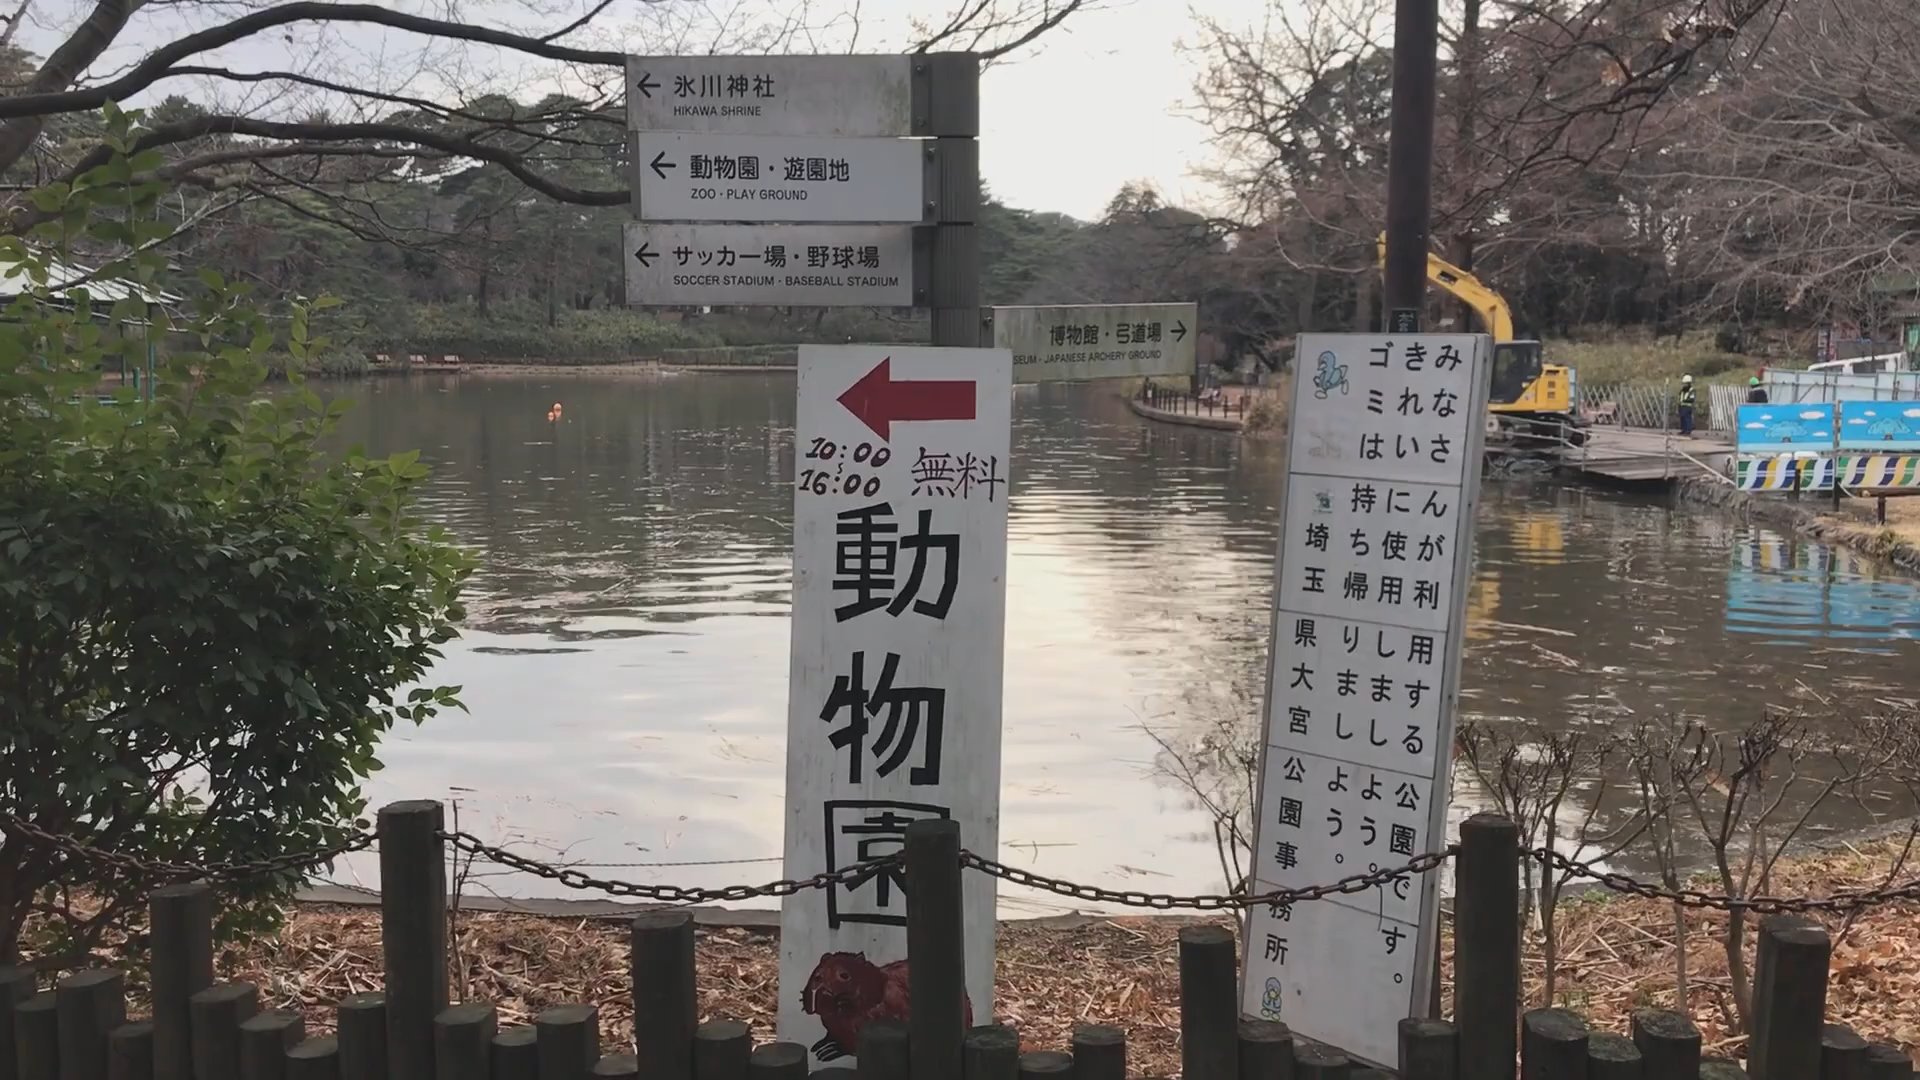 氷川神社
HIKAWA SHRINE
動物園・遊園地
ZOO・PLAY GROUND
サッカー場・野球場
SOCCER STADIUM・BASEBALL STADIUM
博物館・弓道場
JAPANESE ARCHERY GROUND
10:00
～
16:00
無料
動物園
みなさんが利用する公園です。
きれいに使用しましょう。
ゴミは持ち帰りましょう。
埼玉県大宮公園事務所